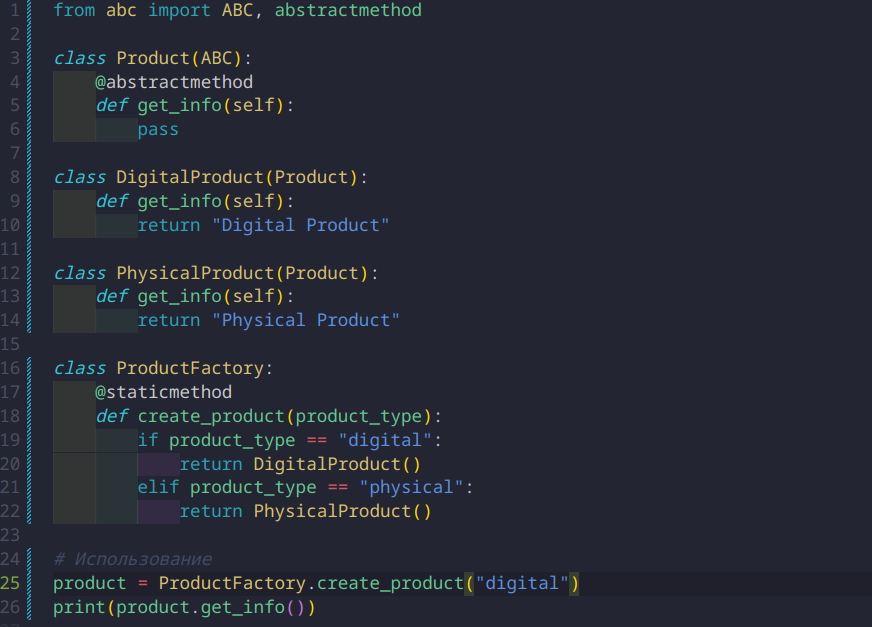 1 from abc import ABC, abstractmethod
2
3 class Product(ABC):
4     @abstractmethod
5     def get_info(self):
6         pass
7
8 class DigitalProduct(Product):
9     def get_info(self):
10         return "Digital Product"
11
12 class PhysicalProduct(Product):
13     def get_info(self):
14         return "Physical Product"
15
16 class ProductFactory:
17     @staticmethod
18     def create_product(product_type):
19         if product_type == "digital":
20             return DigitalProduct()
21         elif product_type == "physical":
22             return PhysicalProduct()
23
24 # Использование
25 product = ProductFactory.create_product("digital")
26 print(product.get_info())